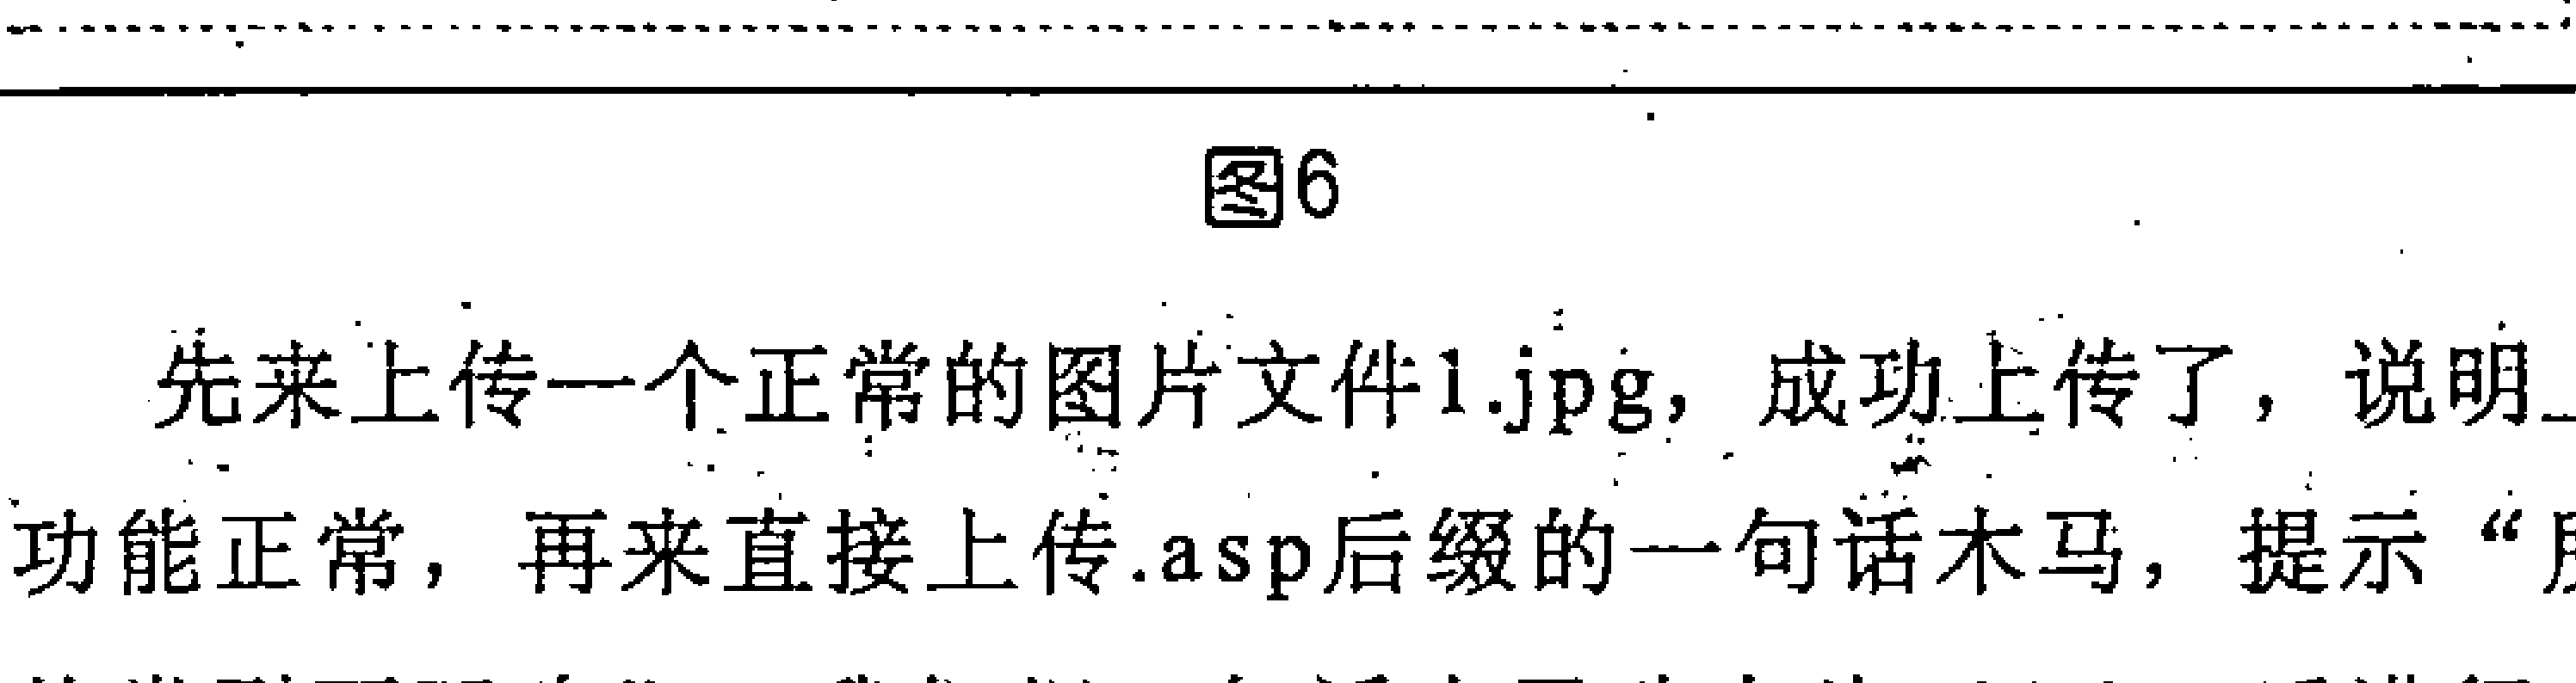 图6
先来上传一个正常的图片文件1.jpg，成功上传了，说明
功能正常，再来直接上传.asp后缀的一句话木马，提示“